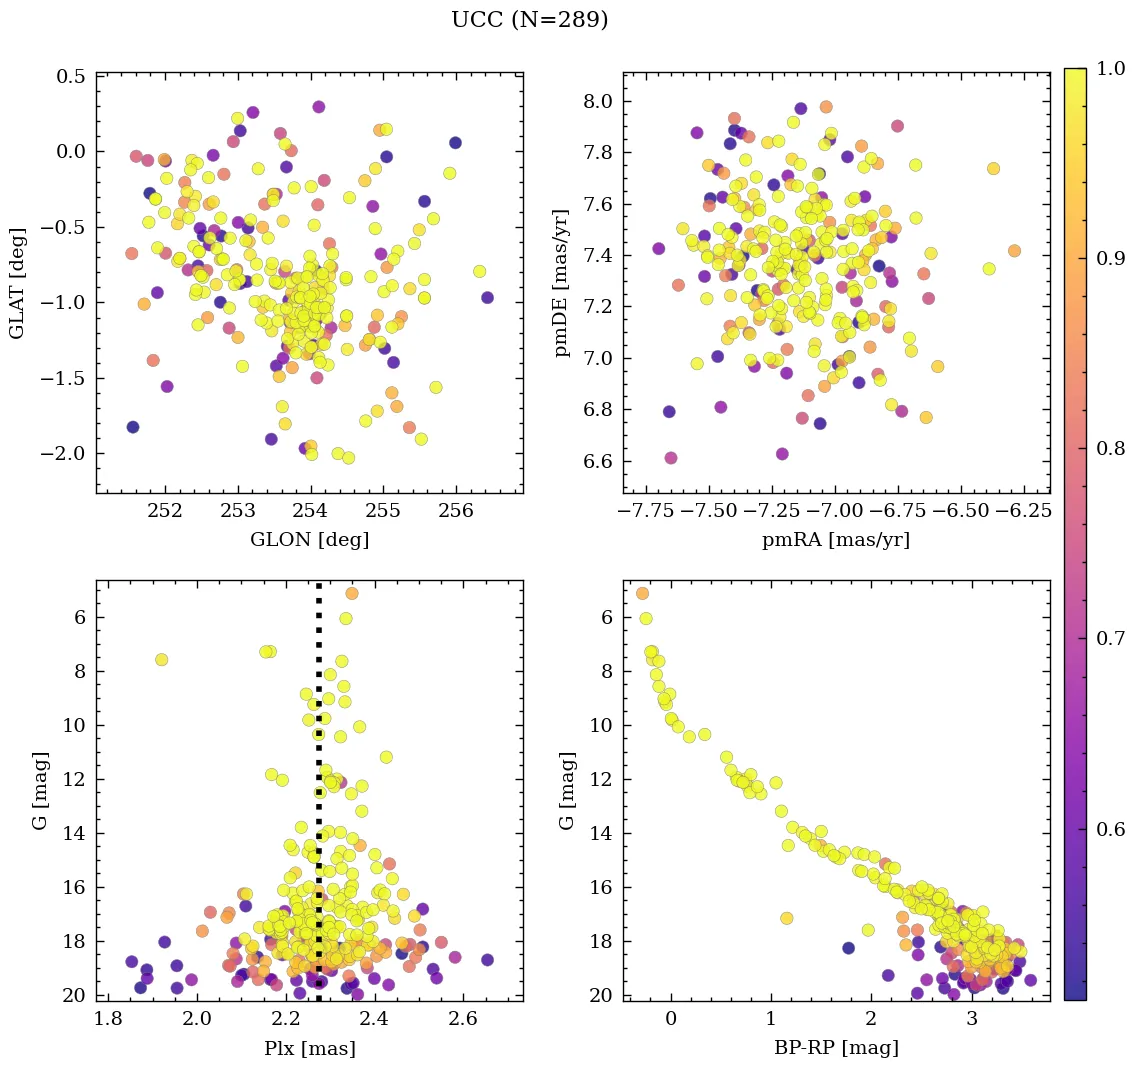 UCC (N=289)
0.5
0.0
−0.5
−1.0
−1.5
−2.0
GLAT [deg]
252 253 254 255 256
GLON [deg]
8.0
7.8
7.6
7.4
7.2
7.0
6.8
6.6
pmDE [mas/yr]
−7.75 −7.50 −7.25 −7.00 −6.75 −6.50 −6.25
pmRA [mas/yr]
1.0
0.9
0.8
0.7
0.6
6
8
10
12
14
16
18
20
G [mag]
1.8 2.0 2.2 2.4 2.6
Plx [mas]
6
8
10
12
14
16
18
20
G [mag]
0 1 2 3
BP-RP [mag]